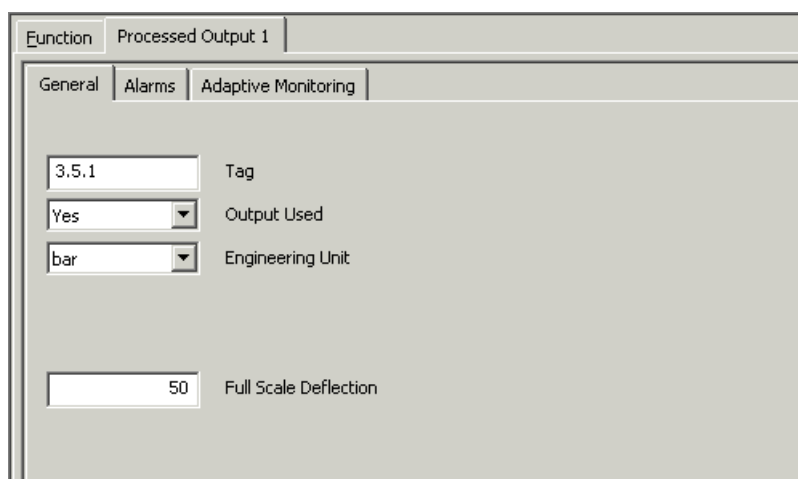 Function Processed Output 1
General Alarms Adaptive Monitoring
3.5.1 Tag
Yes Output Used
bar Engineering Unit
50 Full Scale Deflection